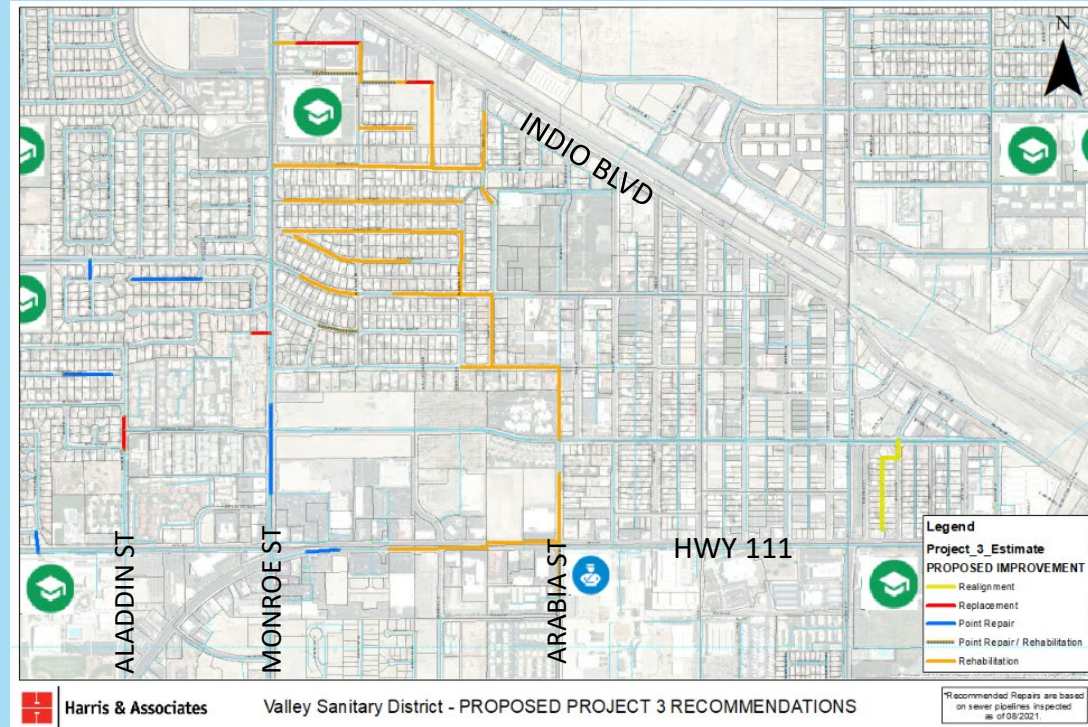 N
INDIO BLVD
HWY 111
ALADDIN ST
MONROE ST
ARABIA ST
Legend
Project_3_Estimate
PROPOSED IMPROVEMENT
Realignment
Replacement
Point Repair
Point Repair / Rehabilitation
Rehabilitation
Harris & Associates
Valley Sanitary District - PROPOSED PROJECT 3 RECOMMENDATIONS
*Recommended Repairs are based
on sewer pipelines inspected
as of 08/2021.